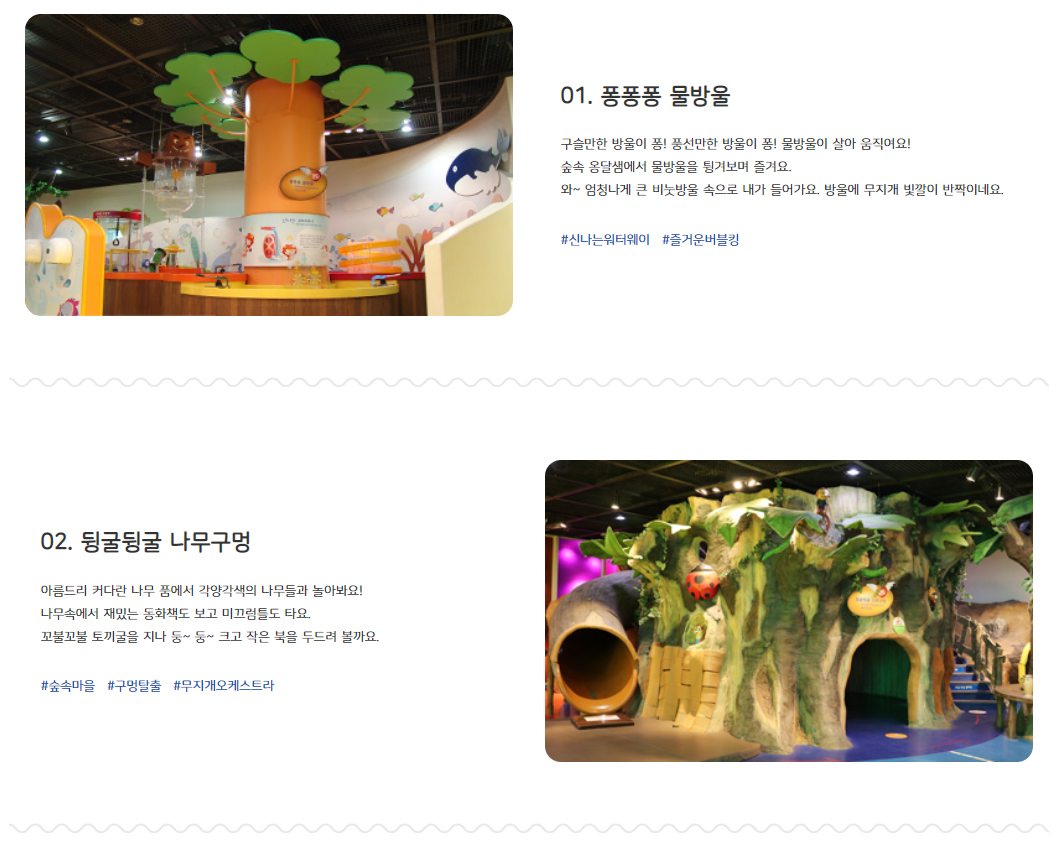 01. 퐁퐁퐁 물방울
구슬만한 방울이 퐁! 풍선만한 방울이 퐁! 물방울이 살아 움직여요!
숲속 옹달샘에서 물방울을 튕겨보며 즐겨요.
와~ 엄청나게 큰 비눗방울 속으로 내가 들어가요. 방울에 무지개 빛깔이 반짝이네요.
#신나는워터웨이 #즐거운버블킹
02. 뒹굴뒹굴 나무구멍
아름드리 커다란 나무 품에서 각양각색의 나무들과 놀아봐요!
나무속에서 재밌는 동화책도 보고 미끄럼틀도 타요.
꼬불꼬불 토끼굴을 지나 둥~ 둥~ 크고 작은 북을 두드려 볼까요.
#숲속마을 #구멍탈출 #무지개오케스트라